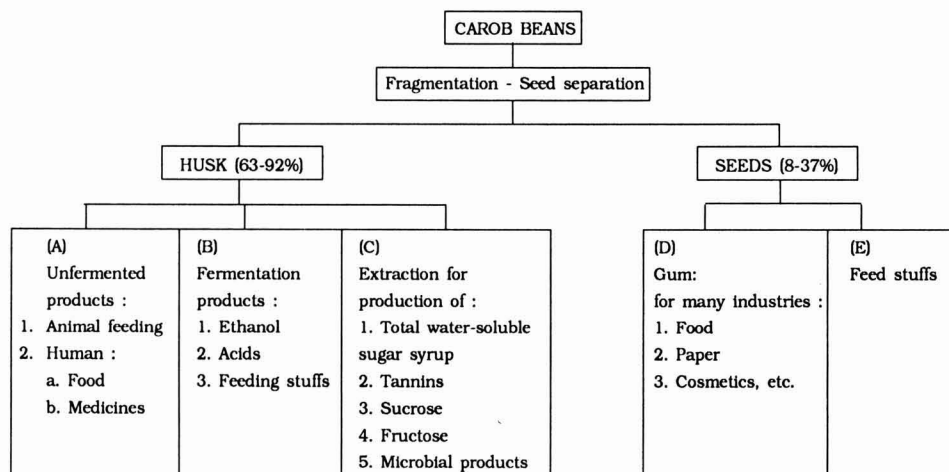 CAROB BEANS
Fragmentation - Seed separation
HUSK (63-92%)
SEEDS (8-37%)
(A)
Unfermented
products :
1. Animal feeding
2. Human :
a. Food
b. Medicines
(B)
Fermentation
products :
1. Ethanol
2. Acids
3. Feeding stuffs
(C)
Extraction for
production of :
1. Total water-soluble
sugar syrup
2. Tannins
3. Sucrose
4. Fructose
5. Microbial products
(D)
Gum:
for many industries :
1. Food
2. Paper
3. Cosmetics, etc.
(E)
Feed stuffs